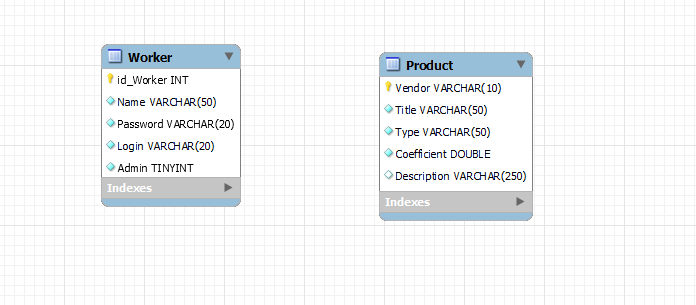 Worker
id_Worker INT
Name VARCHAR(50)
Password VARCHAR(20)
Login VARCHAR(20)
Admin TINYINT
Indexes
Product
Vendor VARCHAR(10)
Title VARCHAR(50)
Type VARCHAR(50)
Coefficient DOUBLE
Description VARCHAR(250)
Indexes